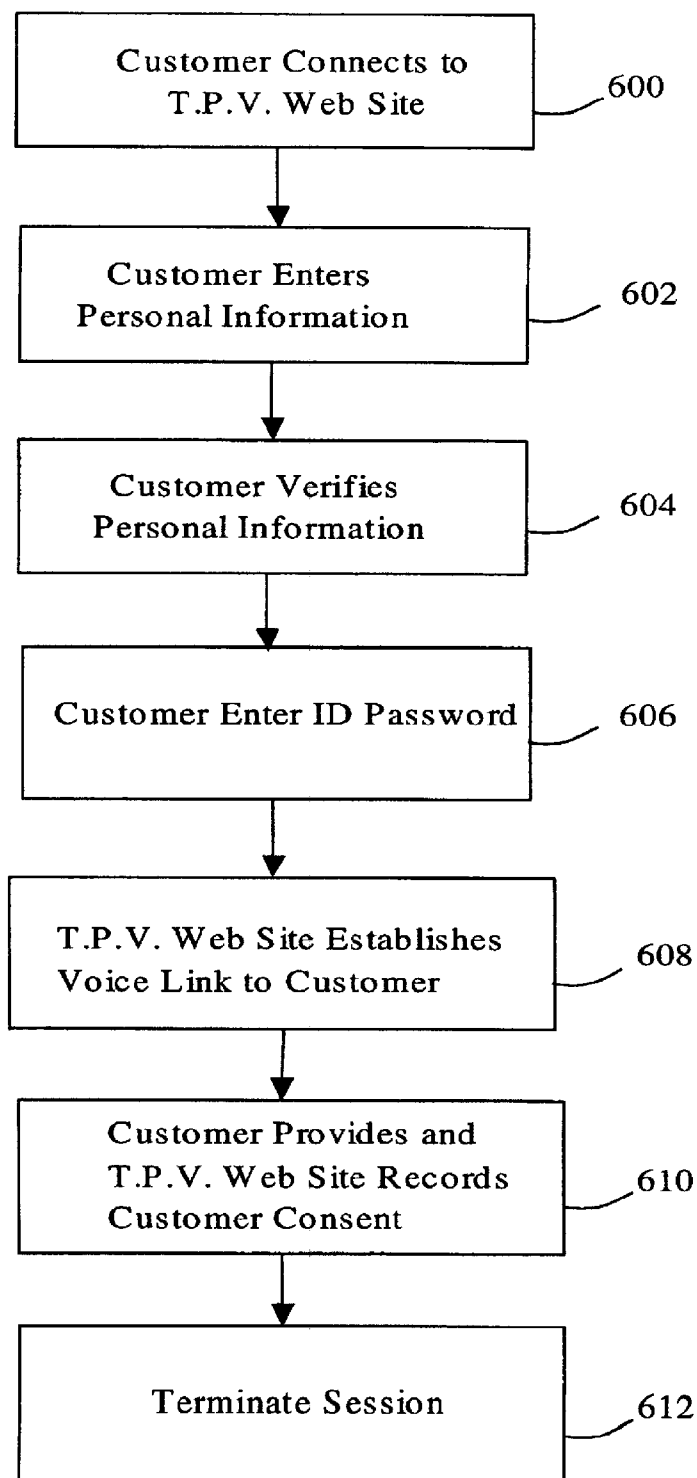 Customer Connects to
T.P.V. Web Site
600
Customer Enters
Personal Information
602
Customer Verifies
Personal Information
604
Customer Enter ID Password
606
T.P.V. Web Site Establishes
Voice Link to Customer
608
Customer Provides and
T.P.V. Web Site Records
Customer Consent
610
Terminate Session
612